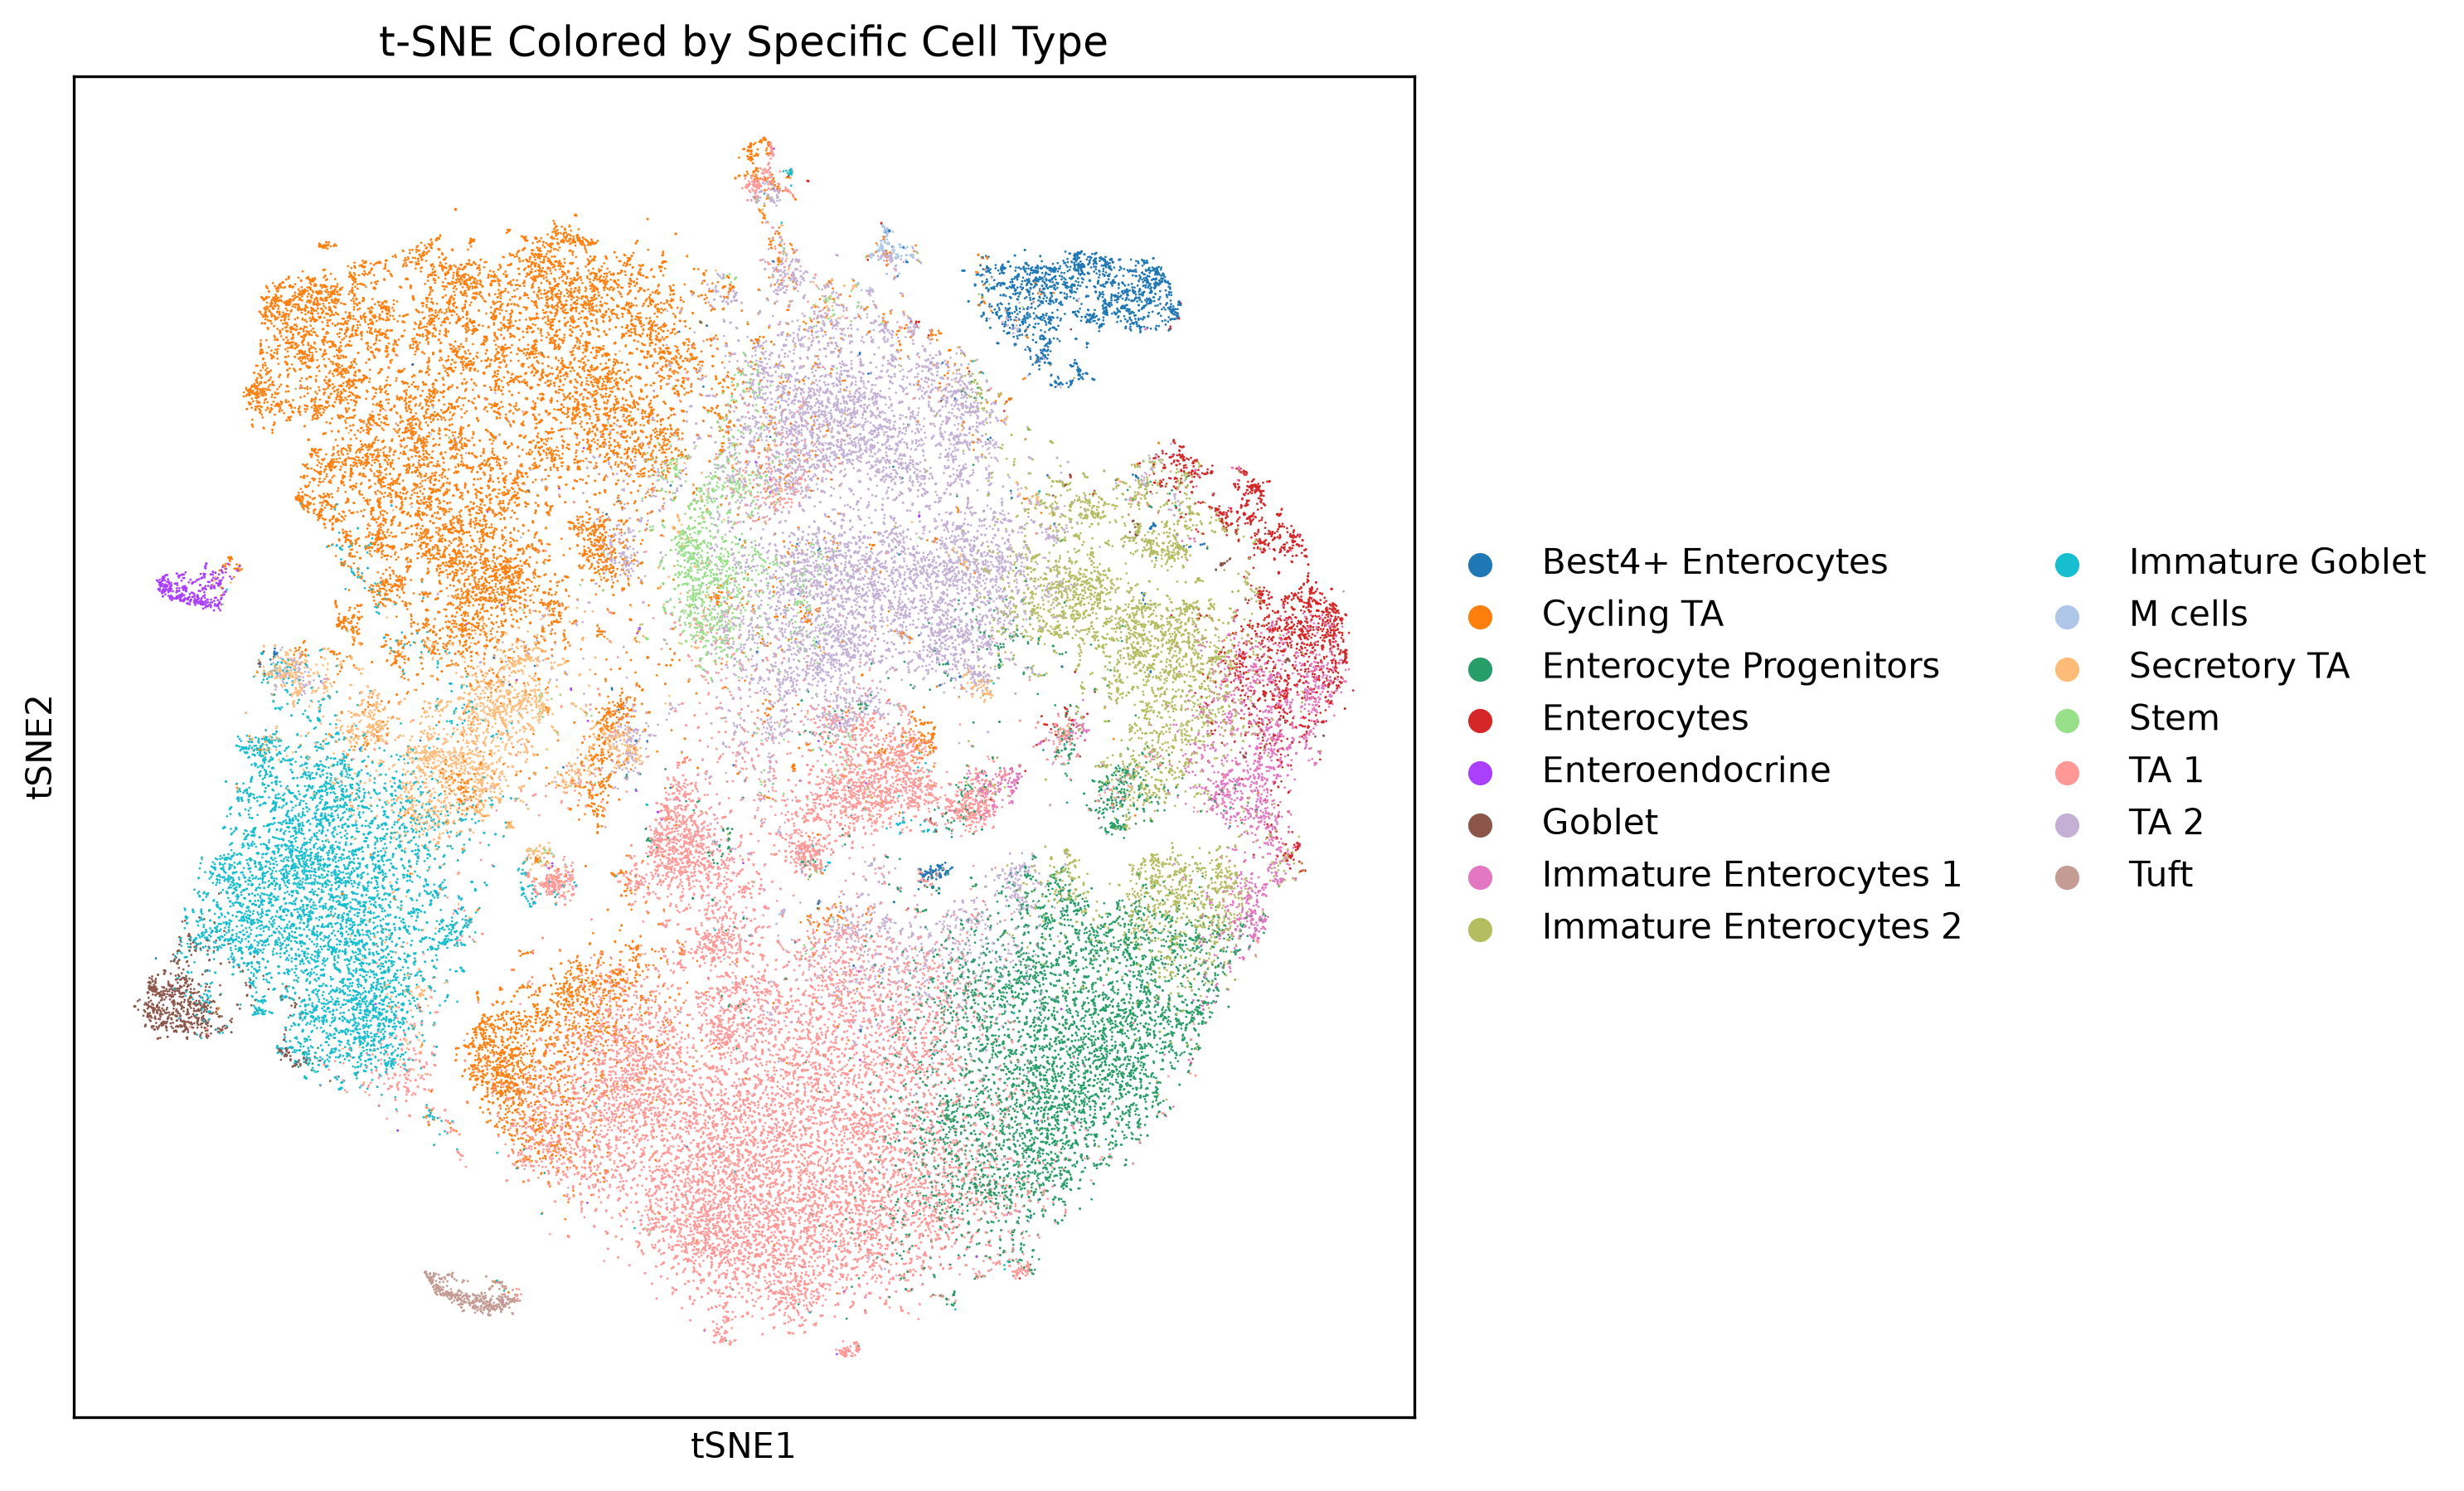 t-SNE Colored by Specific Cell Type
tSNE2
tSNE1
Best4+ Enterocytes
Cycling TA
Enterocyte Progenitors
Enterocytes
Enteroendocrine
Goblet
Immature Enterocytes 1
Immature Enterocytes 2
Immature Goblet
M cells
Secretory TA
Stem
TA 1
TA 2
Tuft